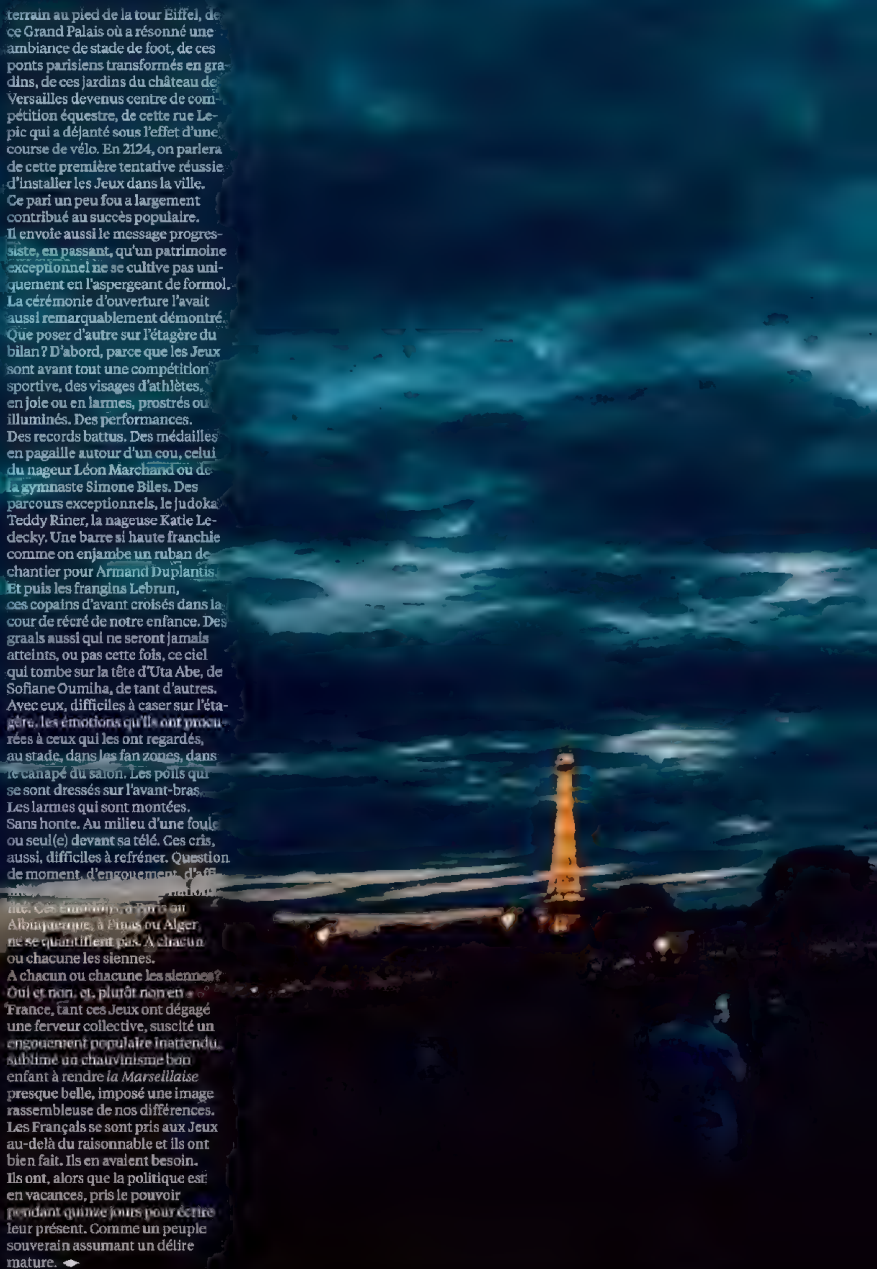 terrain au pied de la tour Eiffel, de
ce Grand Palais où a résonné une
ambiance de stade de foot, de ces
ponts parisiens transformés en gra-
dins, de ces jardins du château de
Versailles devenus centre de com-
pétition équestre, de cette rue Le-
pic qui a déjanté sous l'effet d'une
course de vélo. En 2124, on parlera
de cette première tentative réussie
d'installer les Jeux dans la ville.
Ce pari un peu fou a largement
contribué au succès populaire.
Il envoie aussi le message progres-
siste, en passant, qu'un patrimoine
exceptionnel ne se cultive pas uni-
quement en l'aspergeant de formol.
La cérémonie d'ouverture l'avait
aussi remarquablement démontré.
Que poser d'autre sur l'étagère du
bilan? D'abord, parce que les Jeux
sont avant tout une compétition
sportive, des visages d'athlètes,
en joie ou en larmes, prostrés ou
illuminés. Des performances.
Des records battus. Des médailles
en pagaille autour d'un cou, celui
du nageur Léon Marchand ou de
la gymnaste Simone Biles. Des
parcours exceptionnels, le judoka
Teddy Riner, la nageuse Katie Le-
decky. Une barre si haute franchie
comme on enjambe un ruban de
chantier pour Armand Duplantis.
Et puis les frangins Lebrun,
ces copains d'avant croisés dans la
cour de récré de notre enfance. Des
graals aussi qui ne seront jamais
atteints, ou pas cette fois, ce ciel
qui tombe sur la tête d'Uta Abe, de
Sofiane Oumiha, de tant d'autres.
Avec eux, difficiles à caser sur l'éta-
gère, les émotions qu'ils ont procu-
rées à ceux qui les ont regardés,
au stade, dans les fan zones, dans
le canapé du salon. Les poils qui
se sont dressés sur l'avant-bras.
Les larmes qui sont montées.
Sans honte. Au milieu d'une foule
ou seul(e) devant sa télé. Ces cris,
aussi, difficiles à refréner. Question
de moment, d'engouement, d'affi-
lité. Ces émotions, à Paris ou
Albuquerque, à Pinas ou Alger,
ne se quantifient pas. A chacun
ou chacune les siennes.
A chacun ou chacune les siennes?
Oui et non, et, plutôt non en
France, tant ces Jeux ont dégagé
une ferveur collective, suscité un
engouement populaire inattendu,
sublimé un chauvinisme bon
enfant à rendre la Marseillaise
presque belle, imposé une image
rassembleuse de nos différences.
Les Français se sont pris aux Jeux
au-delà du raisonnable et ils ont
bien fait. Ils en avaient besoin.
Ils ont, alors que la politique est
en vacances, pris le pouvoir
pendant quinze jours pour écrire
leur présent. Comme un peuple
souverain assumant un délire
mature.